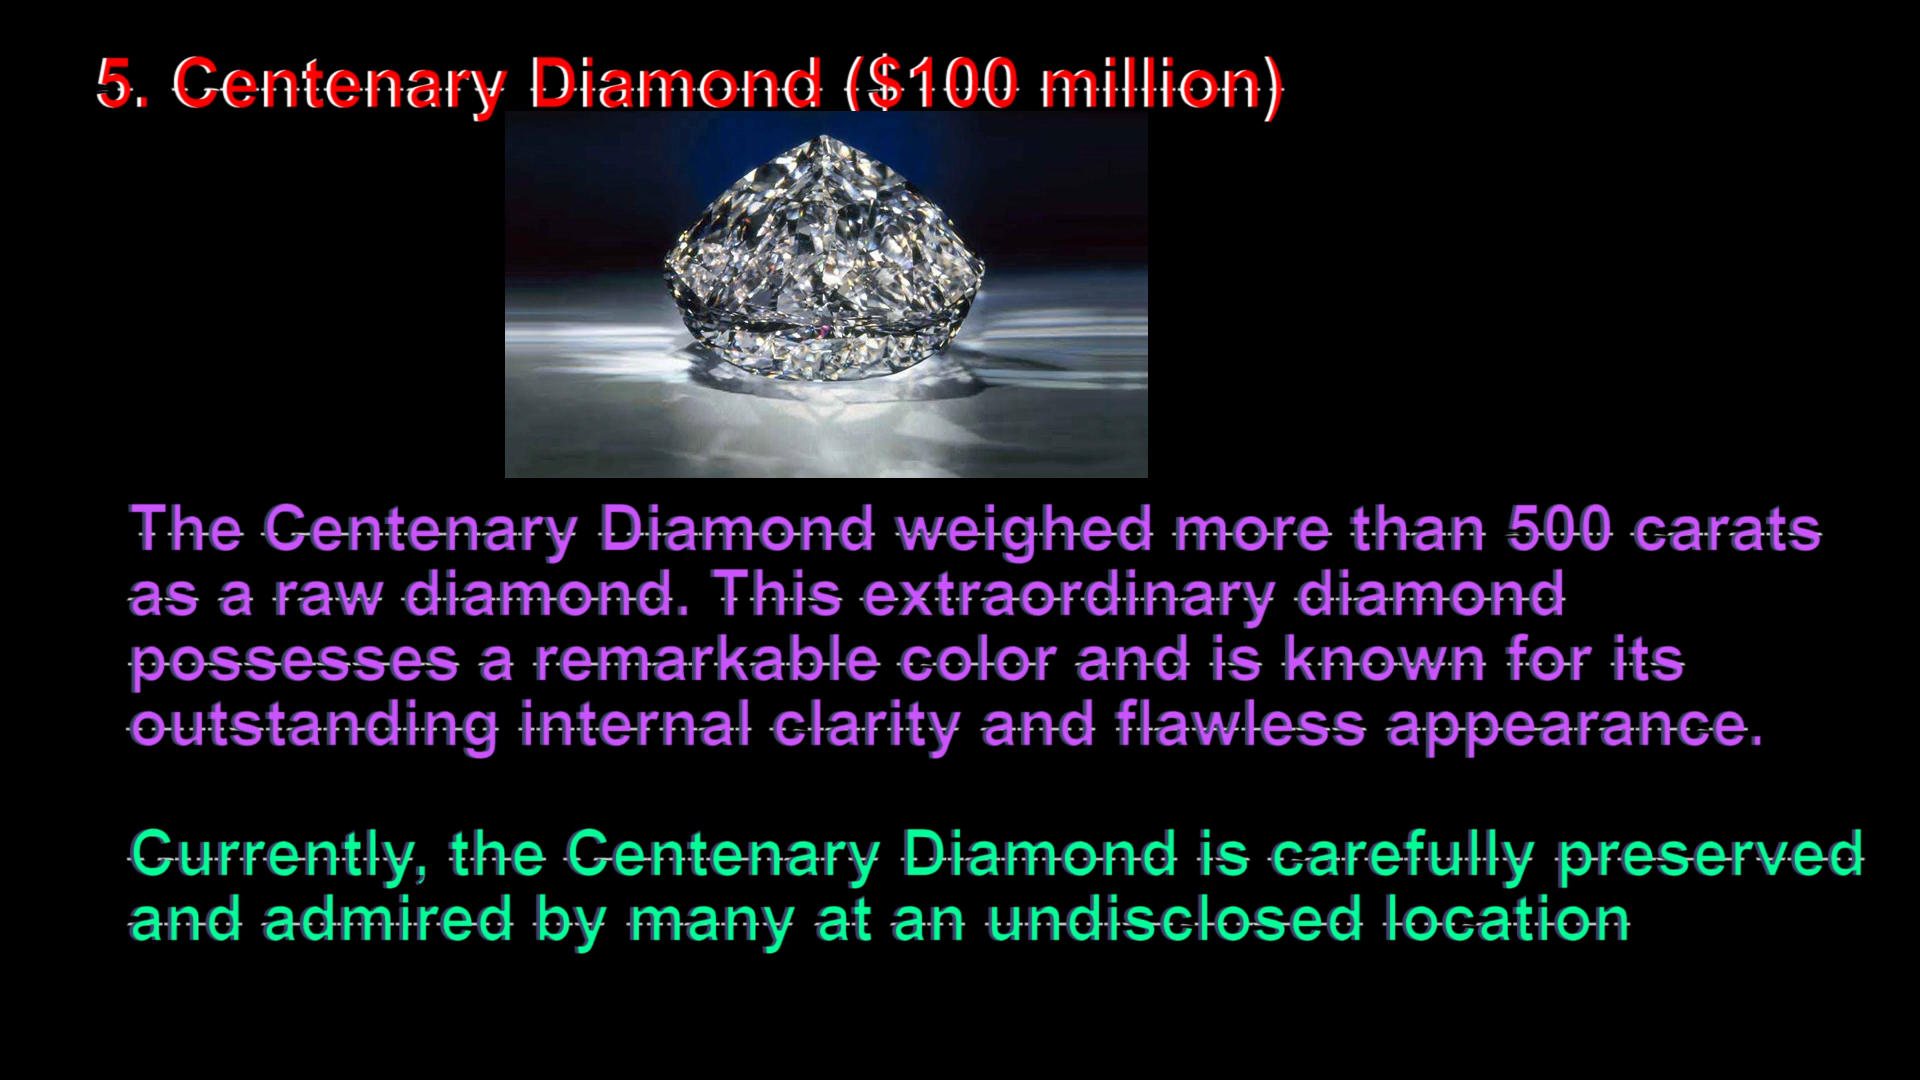 5. Centenary Diamond ($100 million)
The Centenary Diamond weighed more than 500 carats
as a raw diamond. This extraordinary diamond
possesses a remarkable color and is known for its
outstanding internal clarity and flawless appearance.
Currently, the Centenary Diamond is carefully preserved
and admired by many at an undisclosed location